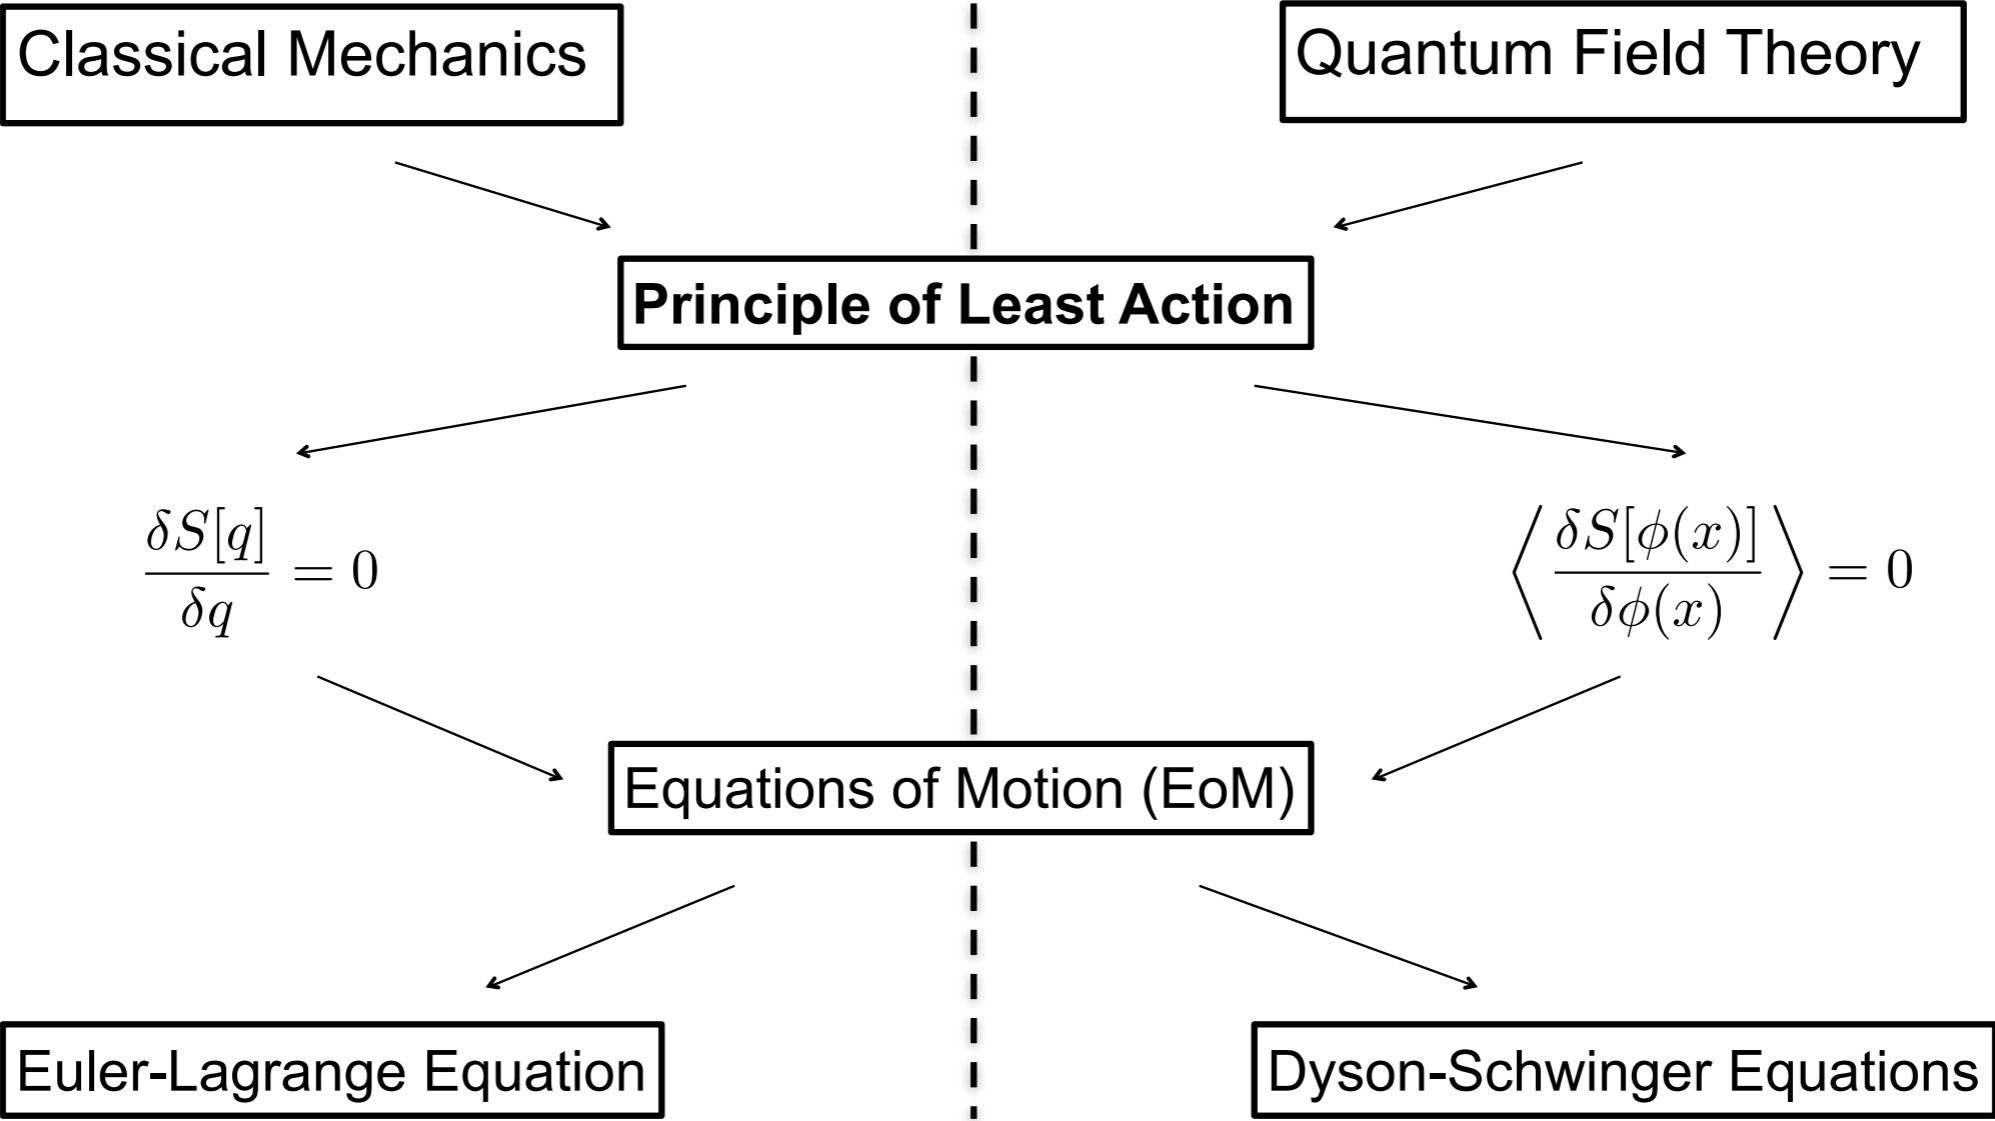 Classical Mechanics
Quantum Field Theory
Principle of Least Action
δS[q]/δq = 0
⟨δS[ϕ(x)]/δϕ(x)⟩ = 0
Equations of Motion (EoM)
Euler-Lagrange Equation
Dyson-Schwinger Equations